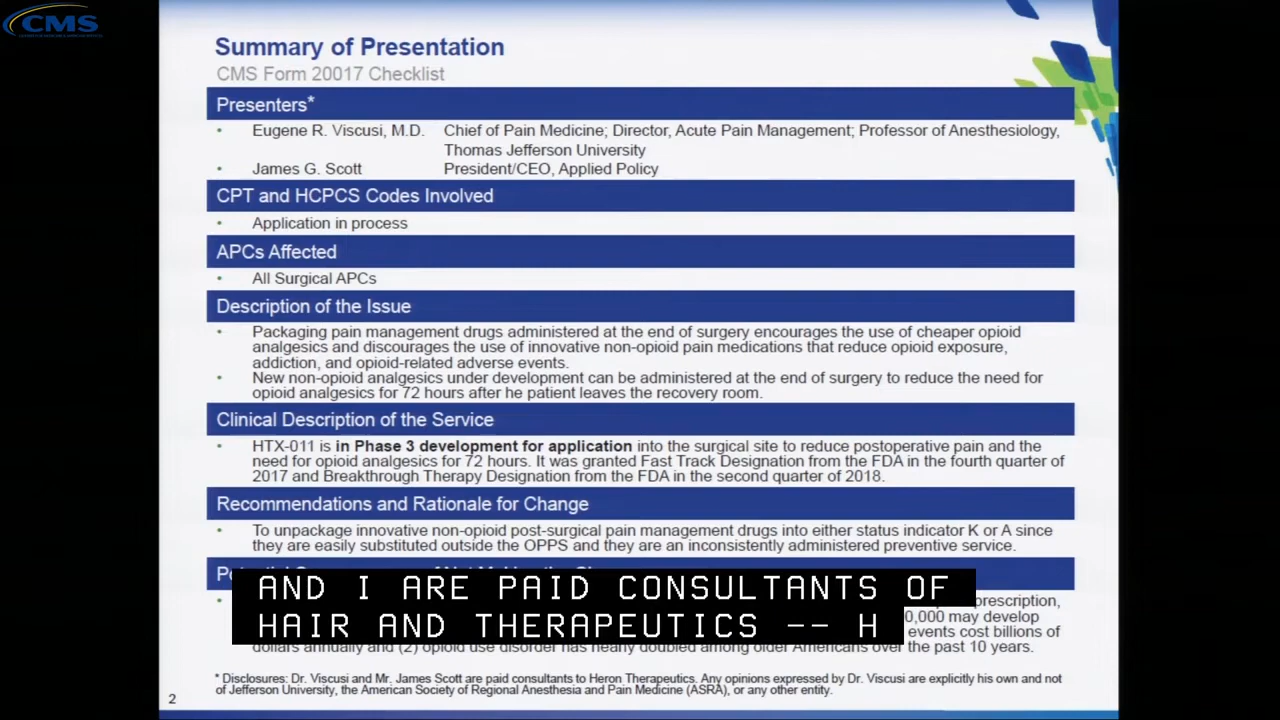 CMS
Summary of Presentation
CMS Form 20017 Checklist
Presenters*
• Eugene R. Viscusi, M.D. Chief of Pain Medicine; Director, Acute Pain Management; Professor of Anesthesiology,
Thomas Jefferson University
• James G. Scott President/CEO, Applied Policy
CPT and HCPCS Codes Involved
• Application in process
APCs Affected
• All Surgical APCs
Description of the Issue
• Packaging pain management drugs administered at the end of surgery encourages the use of cheaper opioid
analgesics and discourages the use of innovative non-opioid pain medications that reduce opioid exposure,
addiction, and opioid-related adverse events.
• New non-opioid analgesics under development can be administered at the end of surgery to reduce the need for
opioid analgesics for 72 hours after he patient leaves the recovery room.
Clinical Description of the Service
• HTX-011 is in Phase 3 development for application into the surgical site to reduce postoperative pain and the
need for opioid analgesics for 72 hours. It was granted Fast Track Designation from the FDA in the fourth quarter of
2017 and Breakthrough Therapy Designation from the FDA in the second quarter of 2018.
Recommendations and Rationale for Change
• To unpackage innovative non-opioid post-surgical pain management drugs into either status indicator K or A since
they are easily substituted outside the OPPS and they are an inconsistently administered preventive service.
AND I ARE PAID CONSULTANTS OF
HAIR AND THERAPEUTICS -- H
prescription,
0,000 may develop
events cost billions of
dollars annually and (2) opioid use disorder has nearly doubled among older Americans over the past 10 years.
* Disclosures: Dr. Viscusi and Mr. James Scott are paid consultants to Heron Therapeutics. Any opinions expressed by Dr. Viscusi are explicitly his own and not
of Jefferson University, the American Society of Regional Anesthesia and Pain Medicine (ASRA), or any other entity.
2